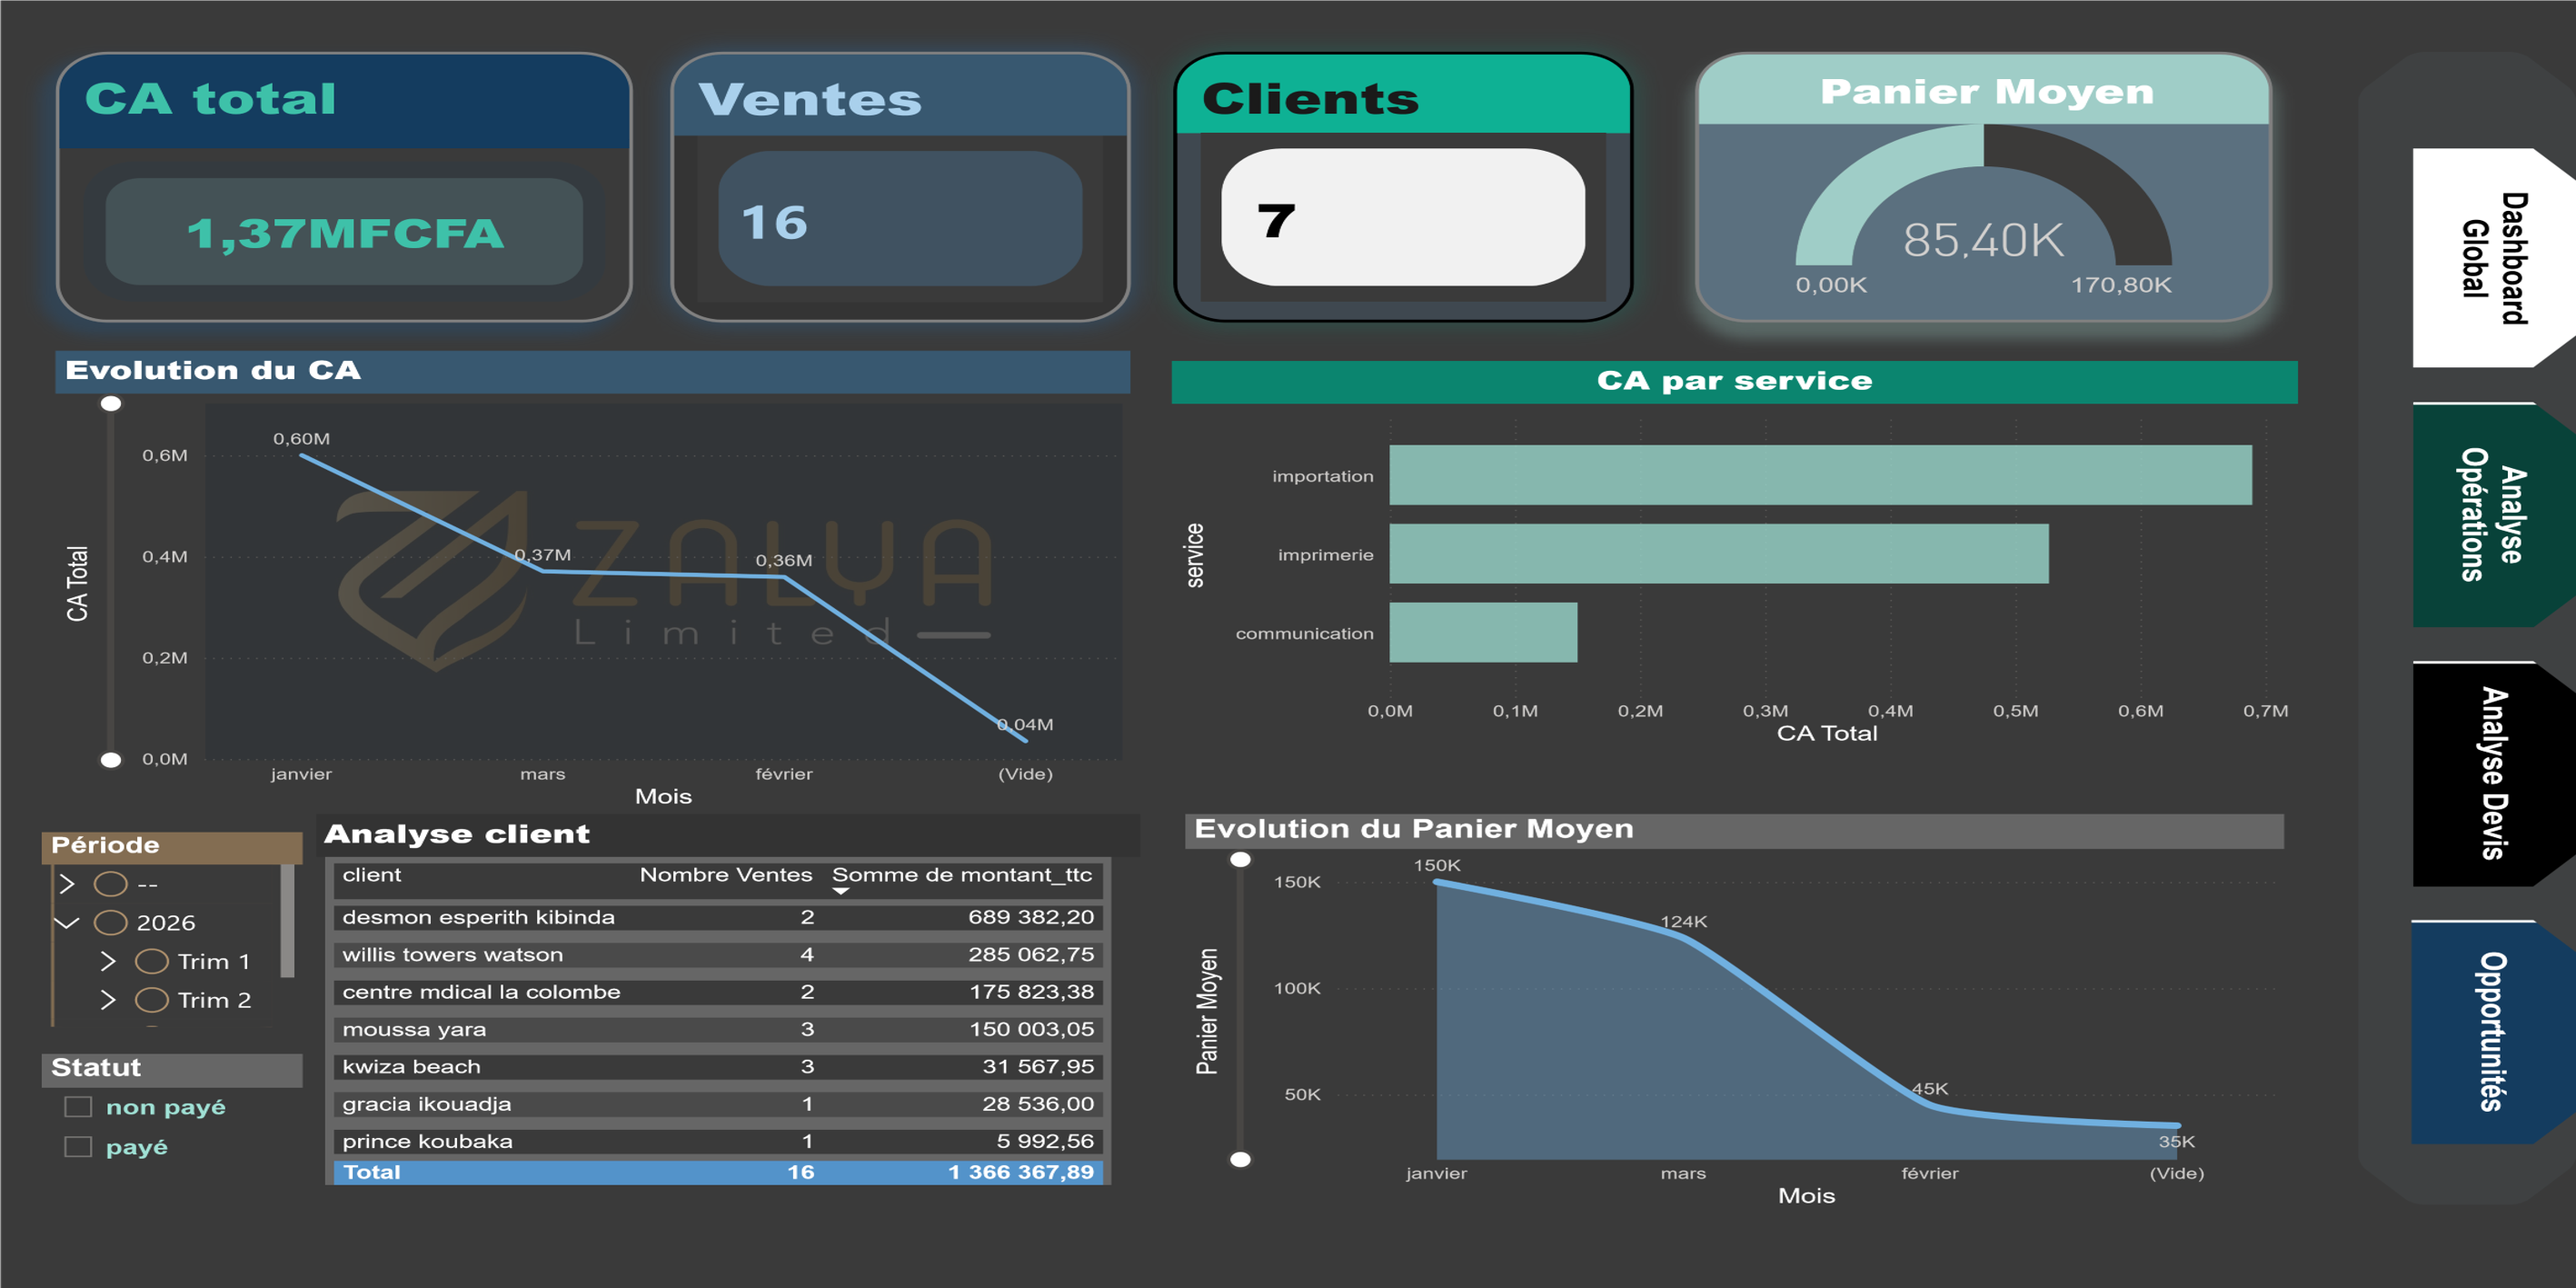 CA total
1,37MFCFA
Ventes
16
Clients
7
Panier Moyen
85,40K
0,00K
170,80K
Evolution du CA
CA Total
0,6M
0,4M
0,2M
0,0M
0,60M
0,37M
0,36M
0,04M
ZALYA
Limited
janvier
mars
février
(Vide)
Mois
CA par service
service
importation
imprimerie
communication
0,0M
0,1M
0,2M
0,3M
0,4M
0,5M
0,6M
0,7M
CA Total
Période
--
2026
Trim 1
Trim 2
Statut
non payé
payé
Analyse client
client Nombre Ventes Somme de montant_ttc
desmon esperith kibinda 2 689 382,20
willis towers watson 4 285 062,75
centre mdical la colombe 2 175 823,38
moussa yara 3 150 003,05
kwiza beach 3 31 567,95
gracia ikouadja 1 28 536,00
prince koubaka 1 5 992,56
Total 16 1 366 367,89
Evolution du Panier Moyen
Panier Moyen
150K
100K
50K
150K
124K
45K
35K
janvier
mars
février
(Vide)
Mois
Dashboard
Global
Analyse
Opérations
Analyse Devis
Opportunités